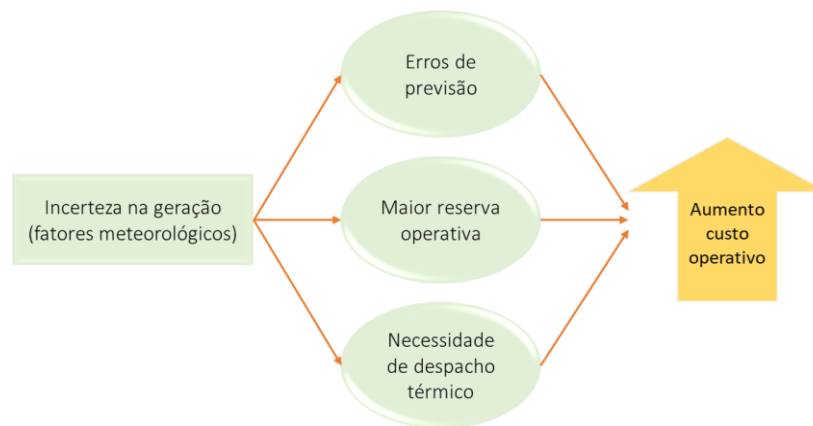 Erros de
previsão
Incerteza na geração
(fatores meteorológicos)
Maior reserva
operativa
Necessidade
de despacho
térmico
Aumento
custo
operativo